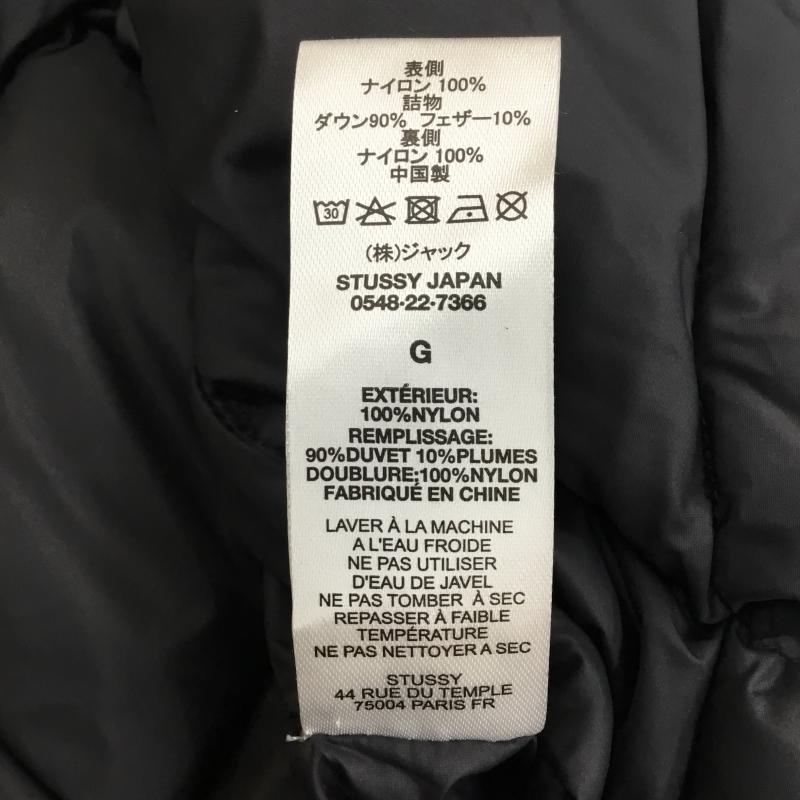 表側
ナイロン 100%
詰物
ダウン90% フェザー10%
裏側
ナイロン 100%
中国製
30
(株)ジャック
STUSSY JAPAN
0548·22·7366
G
EXTÉRIEUR:
100%NYLON
REMPLISSAGE:
90%DUVET 10%PLUMES
DOUBLURE;100%NYLON
FABRIQUÉ EN CHINE
LAVER À LA MACHINE
A L'EAU FROIDE
NE PAS UTILISER
D'EAU DE JAVEL
NE PAS TOMBER À SEC
REPASSER À FAIBLE
TEMPÉRATURE
NE PAS NETTOYER A SEC
STUSSY
44 RUE DU TEMPLE
75004 PARIS FR